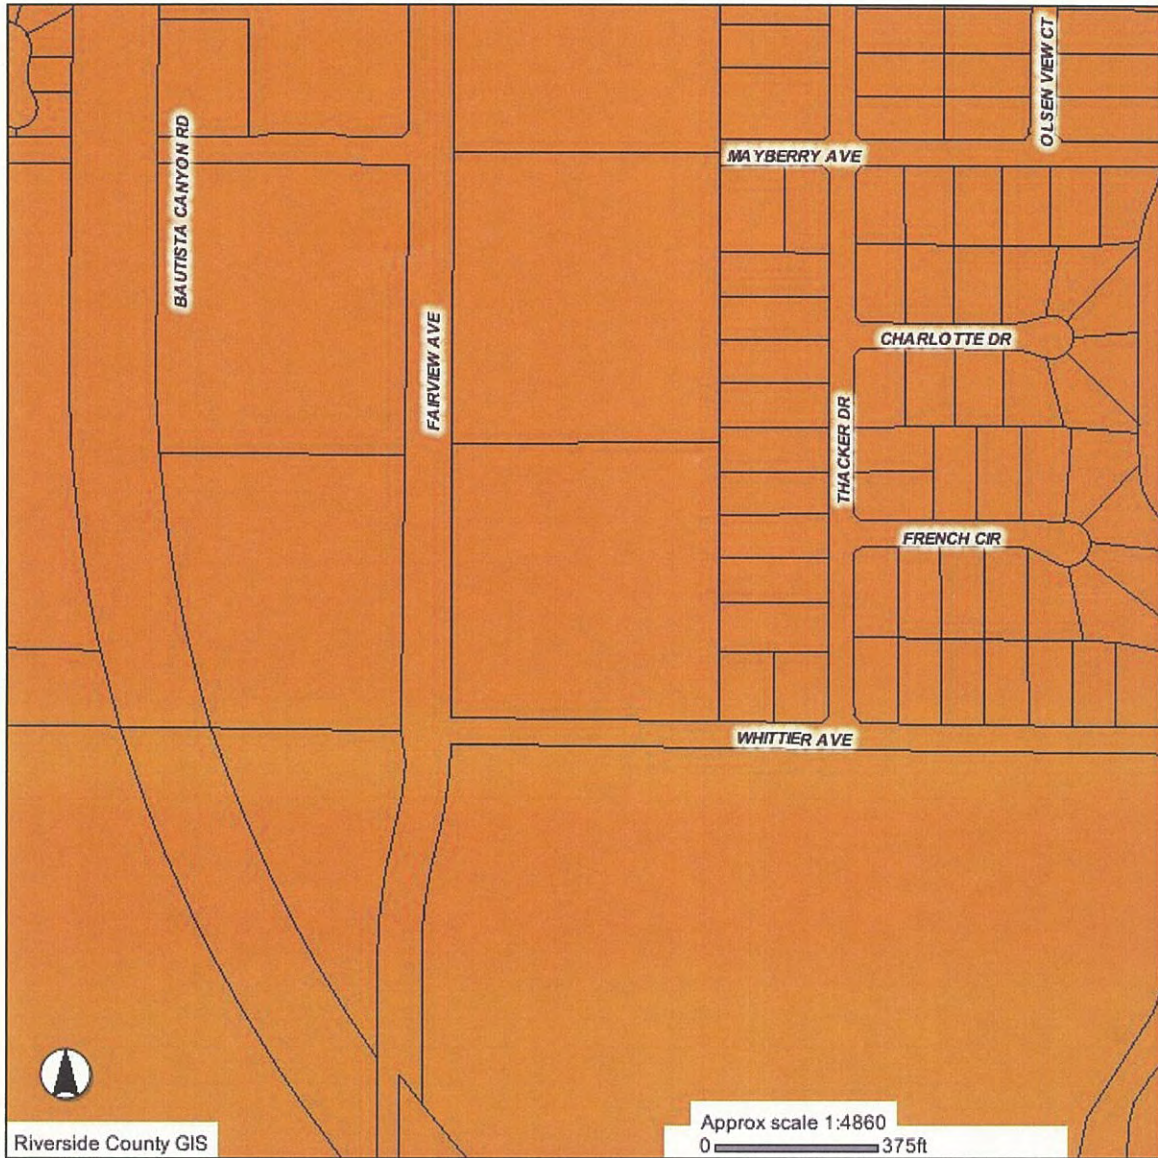 OLSEN VIEW CT
MAYBERRY AVE
BAUTISTA CANYON RD
FAIRVIEW AVE
CHARLOTTE DR
THACKER DR
FRENCH CIR
WHITTIER AVE
Approx scale 1:4860
0 375ft
Riverside County GIS